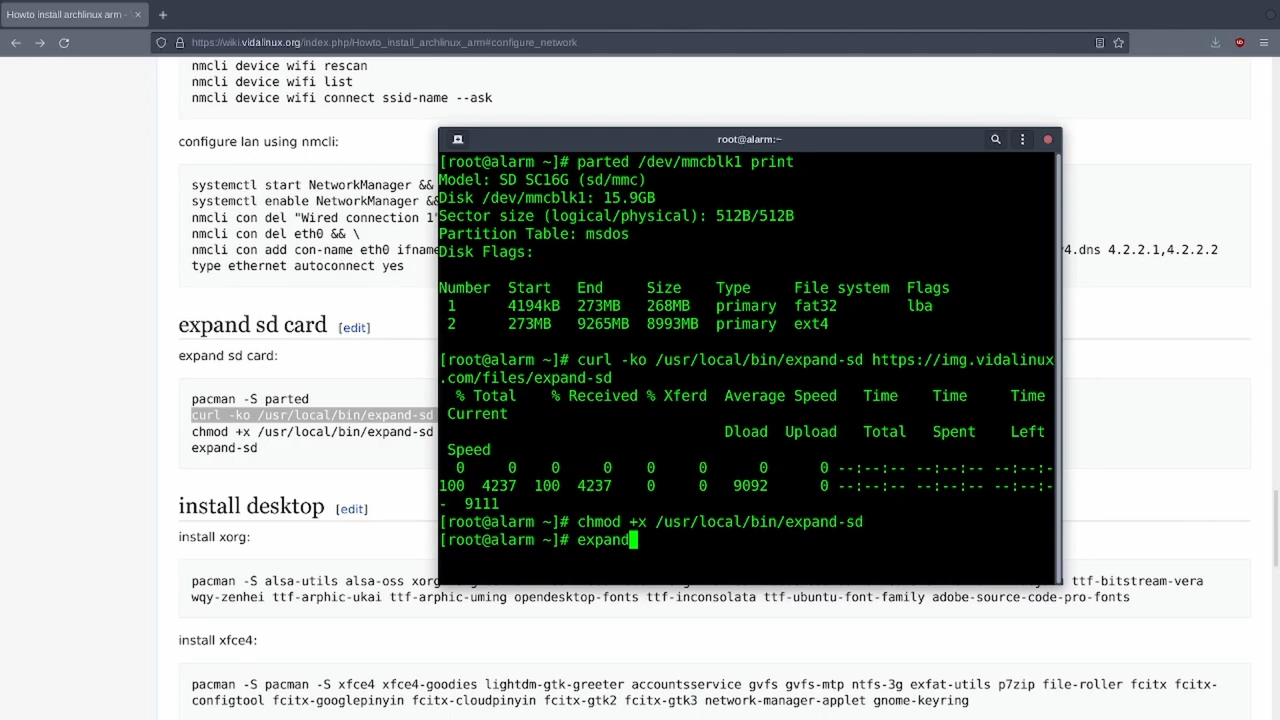 Howto install archlinux arm -
https://wiki.vidalinux.org/index.php/Howto_install_archlinux_arm#configure_network
nmcli device wifi rescan
nmcli device wifi list
nmcli device wifi connect ssid-name --ask
configure lan using nmcli:
systemctl start NetworkManager &&
systemctl enable NetworkManager &&
nmcli con del "Wired connection 1"
nmcli con del eth0 && \
nmcli con add con-name eth0 ifname
4.dns 4.2.2.1,4.2.2.2
type ethernet autoconnect yes
expand sd card [edit]
expand sd card:
pacman -S parted
curl -ko /usr/local/bin/expand-sd
chmod +x /usr/local/bin/expand-sd
expand-sd
install desktop [edit]
install xorg:
pacman -S alsa-utils alsa-oss xorg
ttf-bitstream-vera
wqy-zenhei ttf-arphic-ukai ttf-arphic-uming opendesktop-fonts ttf-inconsolata ttf-ubuntu-font-family adobe-source-code-pro-fonts
install xfce4:
pacman -S pacman -S xfce4 xfce4-goodies lightdm-gtk-greeter accountsservice gvfs gvfs-mtp ntfs-3g exfat-utils p7zip file-roller fcitx fcitx-
configtool fcitx-googlepinyin fcitx-cloudpinyin fcitx-gtk2 fcitx-gtk3 network-manager-applet gnome-keyring
root@alarm:~
[root@alarm ~]# parted /dev/mmcblk1 print
Model: SD SC16G (sd/mmc)
Disk /dev/mmcblk1: 15.9GB
Sector size (logical/physical): 512B/512B
Partition Table: msdos
Disk Flags:
Number Start End Size Type File system Flags
1 4194kB 273MB 268MB primary fat32 lba
2 273MB 9265MB 8993MB primary ext4
[root@alarm ~]# curl -ko /usr/local/bin/expand-sd https://img.vidalinux
.com/files/expand-sd
% Total % Received % Xferd Average Speed Time Time Time
Current
Dload Upload Total Spent Left
Speed
0 0 0 0 0 0 0 0 --:--:-- --:--:-- --:--:-
100 4237 100 4237 0 0 9092 0 --:--:-- --:--:-- --:--:-
- 9111
[root@alarm ~]# chmod +x /usr/local/bin/expand-sd
[root@alarm ~]# expand